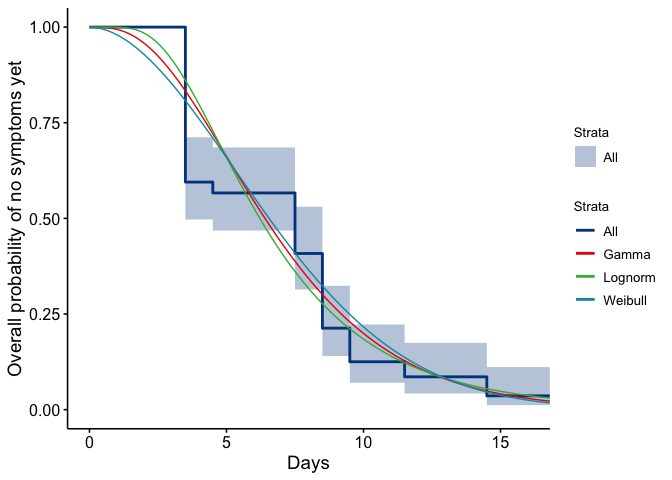 Overall probability of no symptoms yet
1.00
0.75
0.50
0.25
0.00
0
5
10
15
Days
Strata
All
Strata
All
Gamma
Lognorm
Weibull